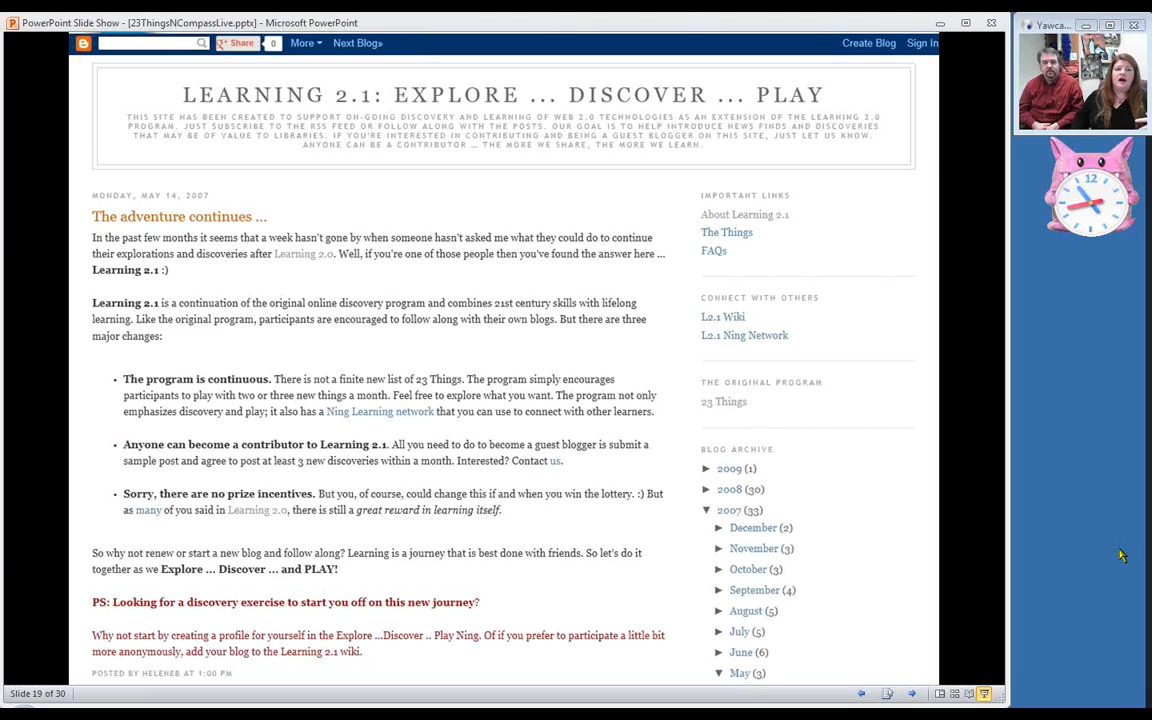 PowerPoint Slide Show - [23ThingsNCompassLive.pptx] - Microsoft PowerPoint
Yawca...
Share 0 More Next Blog» Create Blog Sign In
LEARNING 2.1: EXPLORE ... DISCOVER ... PLAY
THIS SITE HAS BEEN CREATED TO SUPPORT ON-GOING DISCOVERY AND LEARNING OF WEB 2.0 TECHNOLOGIES AS AN EXTENSION OF THE LEARNING 2.0
PROGRAM. JUST SUBSCRIBE TO THE RSS FEED OR FOLLOW ALONG WITH THE POSTS. OUR GOAL IS TO HELP INTRODUCE NEWS FINDS AND DISCOVERIES
THAT MAY BE OF VALUE TO LIBRARIES. IF YOU'RE INTERESTED IN CONTRIBUTING AND BEING A GUEST BLOGGER ON THIS SITE, JUST LET US KNOW.
ANYONE CAN BE A CONTRIBUTOR ... THE MORE WE SHARE, THE MORE WE LEARN.
MONDAY, MAY 14, 2007
The adventure continues ...
In the past few months it seems that a week hasn't gone by when someone hasn't asked me what they could do to continue
their explorations and discoveries after Learning 2.0. Well, if you're one of those people then you've found the answer here ...
Learning 2.1 :)
Learning 2.1 is a continuation of the original online discovery program and combines 21st century skills with lifelong
learning. Like the original program, participants are encouraged to follow along with their own blogs. But there are three
major changes:
• The program is continuous. There is not a finite new list of 23 Things. The program simply encourages
participants to play with two or three new things a month. Feel free to explore what you want. The program not only
emphasizes discovery and play; it also has a Ning Learning network that you can use to connect with other learners.
• Anyone can become a contributor to Learning 2.1. All you need to do to become a guest blogger is submit a
sample post and agree to post at least 3 new discoveries within a month. Interested? Contact us.
• Sorry, there are no prize incentives. But you, of course, could change this if and when you win the lottery. :) But
as many of you said in Learning 2.0, there is still a great reward in learning itself.
So why not renew or start a new blog and follow along? Learning is a journey that is best done with friends. So let's do it
together as we Explore ... Discover ... and PLAY!
PS: Looking for a discovery exercise to start you off on this new journey?
Why not start by creating a profile for yourself in the Explore ...Discover .. Play Ning. Of if you prefer to participate a little bit
more anonymously, add your blog to the Learning 2.1 wiki.
POSTED BY HELENEB AT 1:00 PM
IMPORTANT LINKS
About Learning 2.1
The Things
FAQs
CONNECT WITH OTHERS
L2.1 Wiki
L2.1 Ning Network
THE ORIGINAL PROGRAM
23 Things
BLOG ARCHIVE
► 2009 (1)
► 2008 (30)
▼ 2007 (33)
► December (2)
► November (3)
► October (3)
► September (4)
► August (5)
► July (5)
► June (6)
▼ May (3)
12
Slide 19 of 30